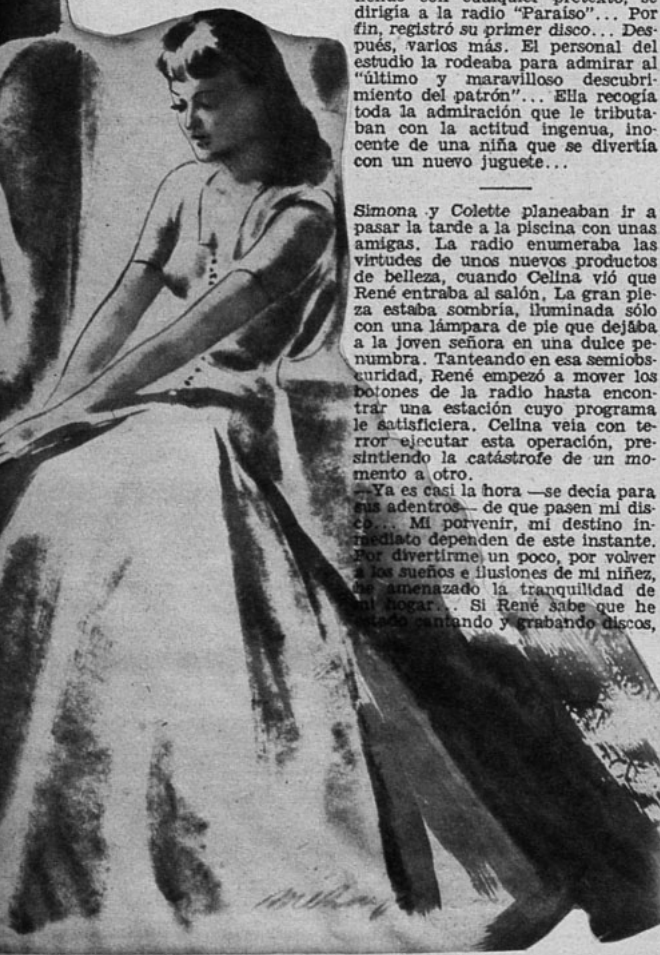 dirigía a la radio "Paraíso"... Por
fin, registró su primer disco... Des-
pués, varios más. El personal del
estudio la rodeaba para admirar al
"último y maravilloso descubri-
miento del patrón"... Ella recogía
toda la admiración que le tributa-
ban con la actitud ingenua, ino-
cente de una niña que se divertía
con un nuevo juguete...
Simona y Colette planeaban ir a
pasar la tarde a la piscina con unas
amigas. La radio enumeraba las
virtudes de unos nuevos productos
de belleza, cuando Celina vió que
René entraba al salón. La gran pie-
za estaba sombría, iluminada sólo
con una lámpara de pie que dejaba
a la joven señora en una dulce pe-
numbra. Tanteando en esa semiobs-
curidad, René empezó a mover los
botones de la radio hasta encon-
trar una estación cuyo programa
le satisficiera. Celina veía con te-
rror ejecutar esta operación, pre-
sintiendo la catástrofe de un mo-
mento a otro.
—Ya es casi la hora —se decía para
sus adentros— de que pasen mi dis-
co... Mi porvenir, mi destino in-
mediato dependen de este instante.
Por divertirme un poco, por volver
a los sueños e ilusiones de mi niñez,
he amenazado la tranquilidad de
mi hogar... Si René sabe que he
estado cantando y grabando discos,